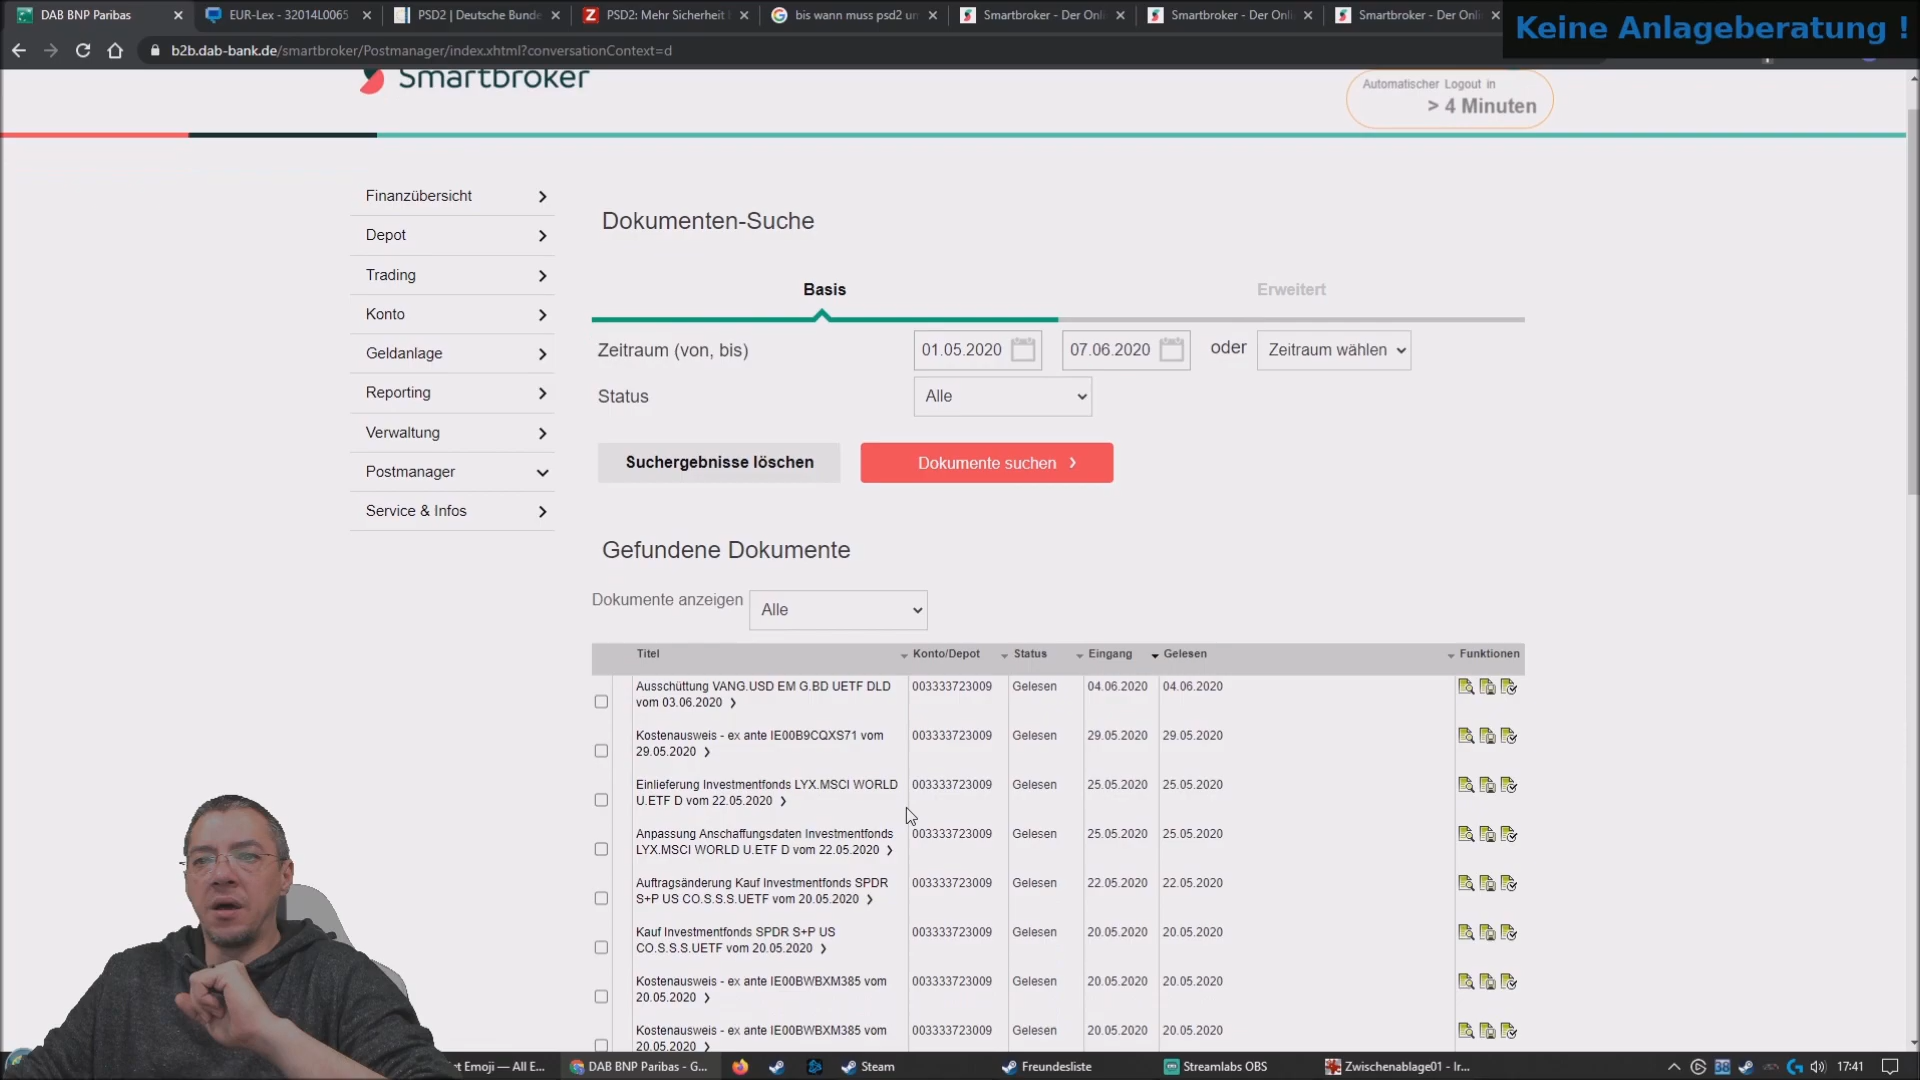 DAB BNP Paribas
EUR-Lex - 32014L0065
PSD2 | Deutsche Bunde
PSD2: Mehr Sicherheit
bis wann muss psd2 um
Smartbroker - Der Onl
Smartbroker - Der Onl
Smartbroker - Der Onl
Keine Anlageberatung !
b2b.dab-bank.de/smartbroker/Postmanager/index.xhtml?conversationContext=d
Smartbroker
Automatischer Logout in
> 4 Minuten
Finanzübersicht
Depot
Trading
Konto
Geldanlage
Reporting
Verwaltung
Postmanager
Service & Infos
Dokumenten-Suche
Basis
Erweitert
Zeitraum (von, bis)
01.05.2020
07.06.2020
oder
Zeitraum wählen
Status
Alle
Suchergebnisse löschen
Dokumente suchen
Gefundene Dokumente
Dokumente anzeigen
Alle
Titel Konto/Depot Status Eingang Gelesen Funktionen
Ausschüttung VANG.USD EM G.BD UETF DLD 003333723009 Gelesen 04.06.2020 04.06.2020
vom 03.06.2020
Kostenausweis - ex ante IE00B9CQXS71 vom 003333723009 Gelesen 29.05.2020 29.05.2020
29.05.2020
Einlieferung Investmentfonds LYX.MSCI WORLD 003333723009 Gelesen 25.05.2020 25.05.2020
U.ETF D vom 22.05.2020
Anpassung Anschaffungsdaten Investmentfonds 003333723009 Gelesen 25.05.2020 25.05.2020
LYX.MSCI WORLD U.ETF D vom 22.05.2020
Auftragsänderung Kauf Investmentfonds SPDR 003333723009 Gelesen 22.05.2020 22.05.2020
S+P US CO.S.S.S.UETF vom 20.05.2020
Kauf Investmentfonds SPDR S+P US 003333723009 Gelesen 20.05.2020 20.05.2020
CO.S.S.S.UETF vom 20.05.2020
Kostenausweis - ex ante IE00BWBXM385 vom 003333723009 Gelesen 20.05.2020 20.05.2020
20.05.2020
Kostenausweis - ex ante IE00BWBXM385 vom 003333723009 Gelesen 20.05.2020 20.05.2020
20.05.2020
t Emoji — All E...
DAB BNP Paribas - G...
Steam
Freundesliste
Streamlabs OBS
Zwischenablage01 - Ir...
38
17:41